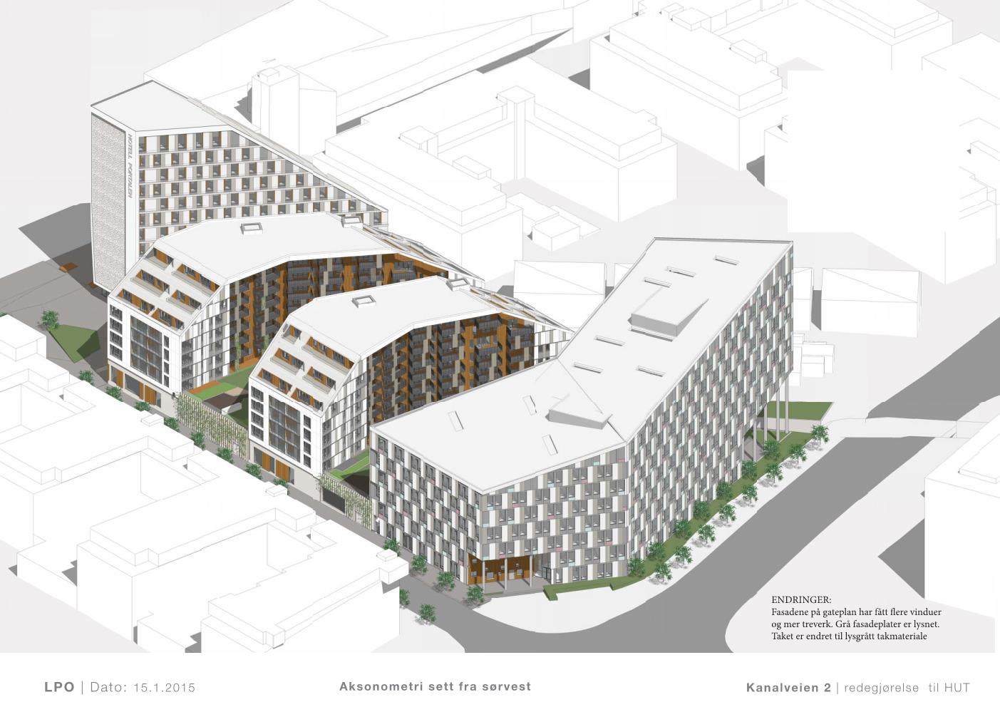 HOTELL PORTALEN
ENDRINGER:
Fasadene på gateplan har fått flere vinduer
og mer treverk. Grå fasadeplater er lysnet.
Taket er endret til lysgrått takmateriale
LPO | Dato: 15.1.2015
Aksonometri sett fra sørvest
Kanalveien 2 | redegjørelse til HUT